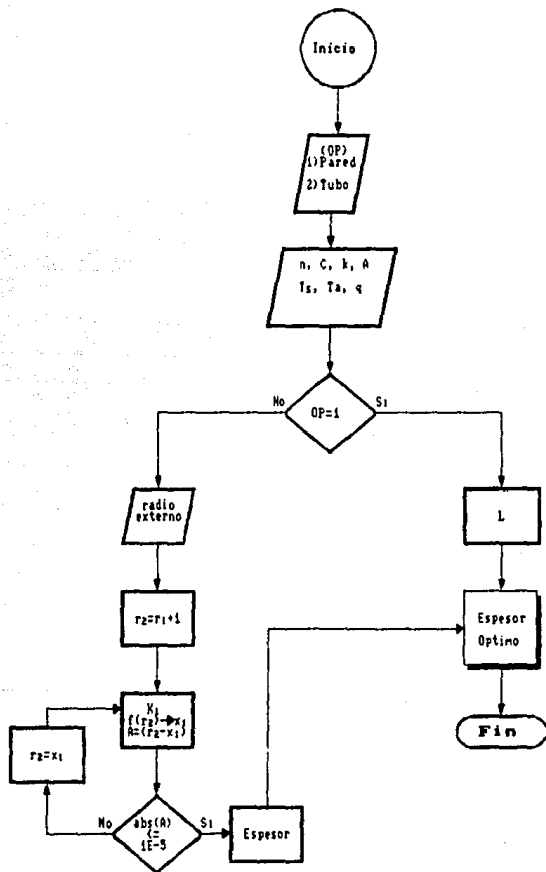 Inicio
(OP)
1)Pared
2)Tubo
n, C, k, A
Ts, Ta, q
No
OP=1
Si
radio
externo
L
r2=r1+1
Espesor
Optimo
X1
f(r2)→x1
A=(r2-x1)
r2=x1
Fin
No
abs(A)
<=
1E-5
Si
Espesor